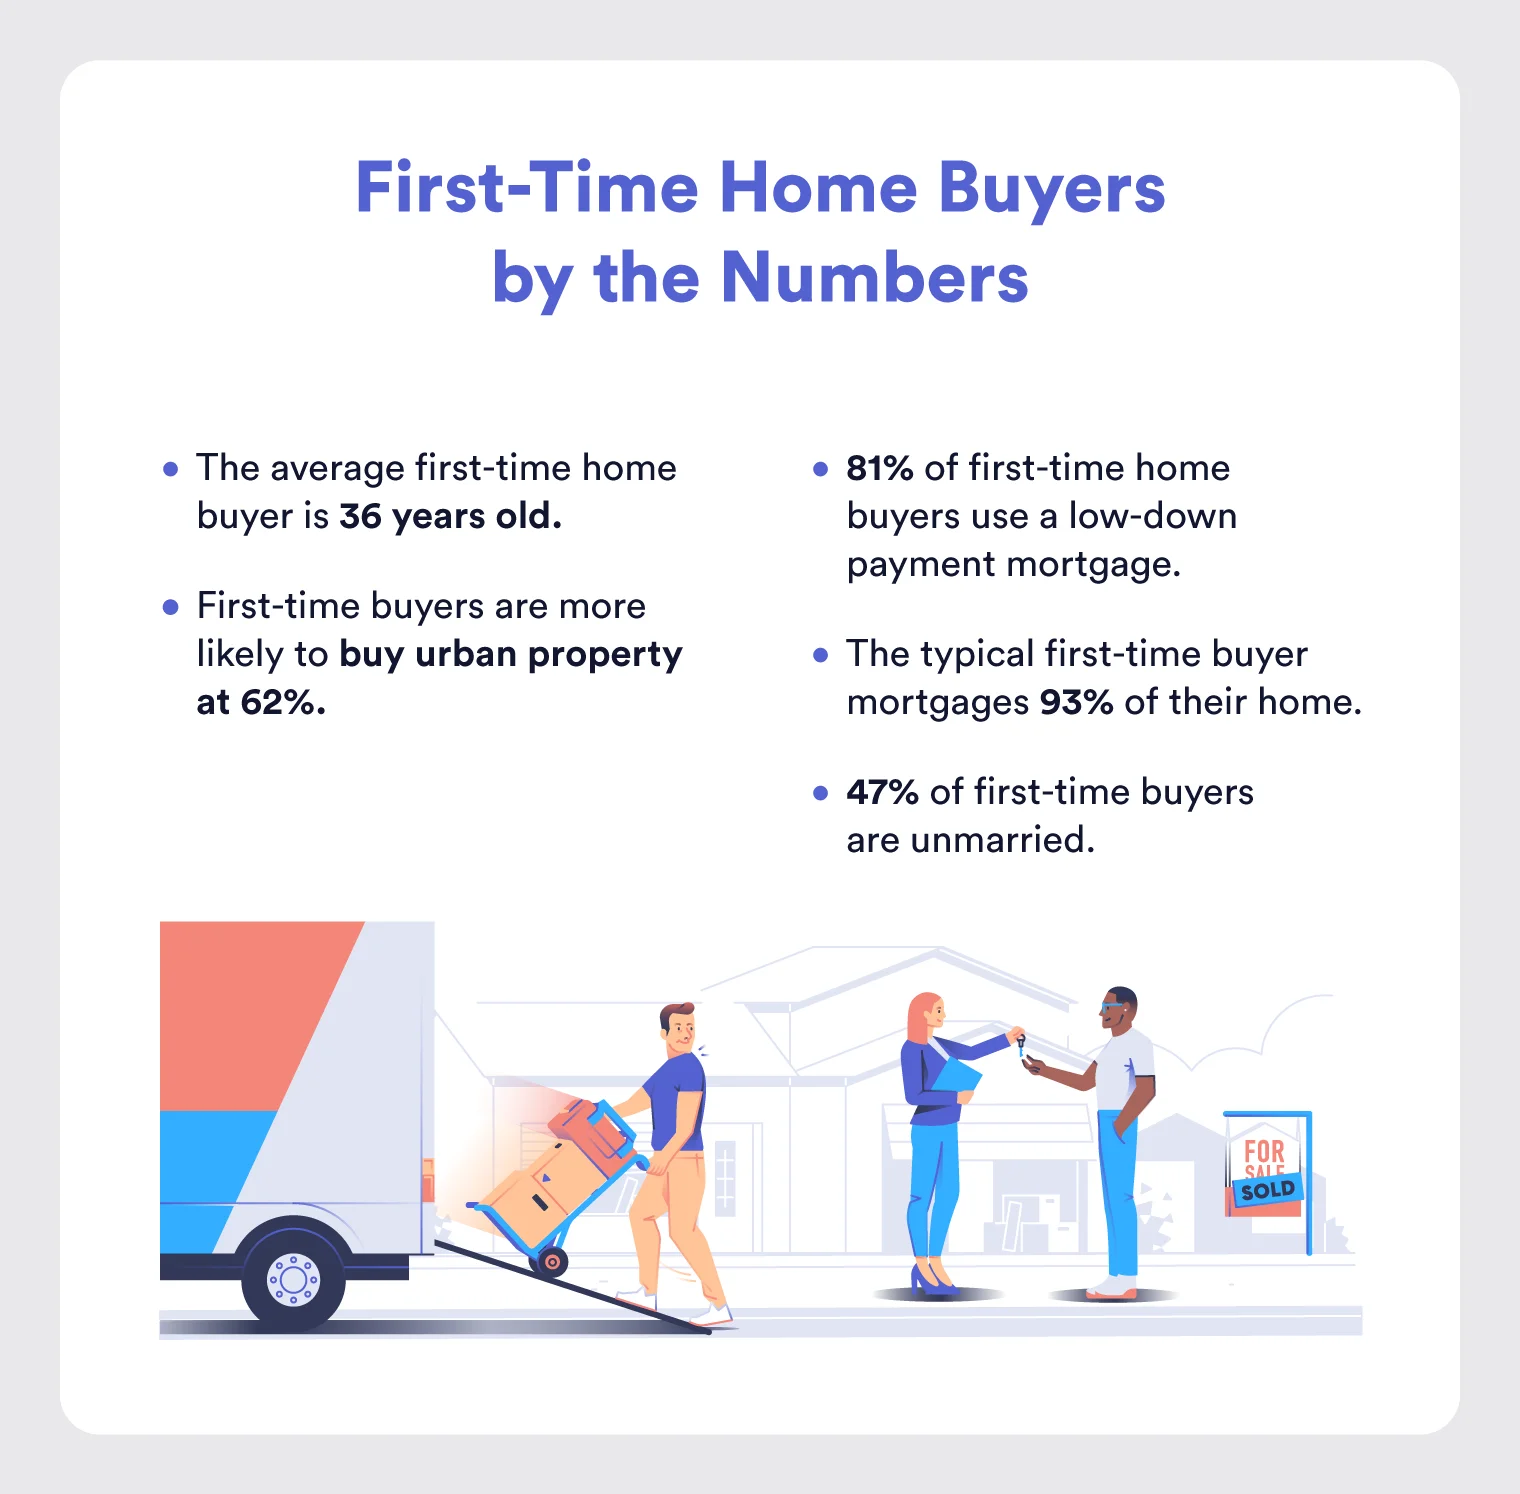 First-Time Home Buyers
by the Numbers
The average first-time home
buyer is 36 years old.
First-time buyers are more
likely to buy urban property
at 62%.
81% of first-time home
buyers use a low-down
payment mortgage.
The typical first-time buyer
mortgages 93% of their home.
47% of first-time buyers
are unmarried.
FOR
SALE
SOLD